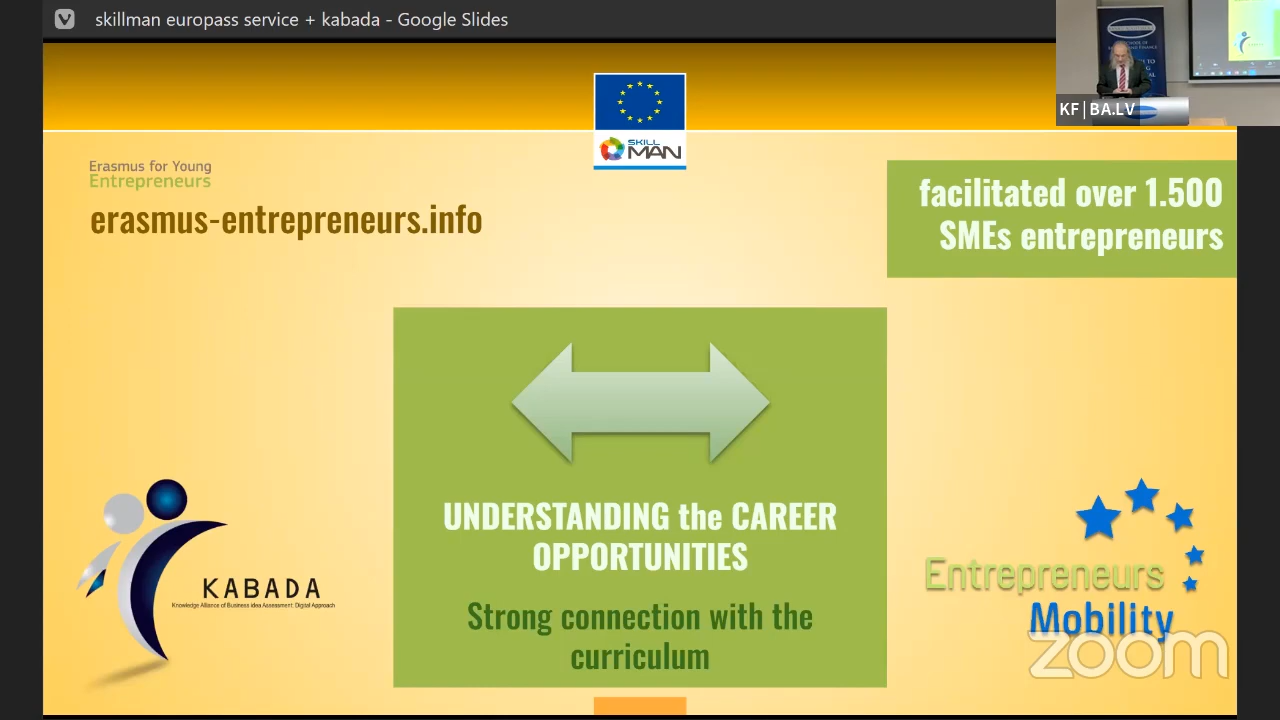 skillman europass service + kabada - Google Slides
KF|BA.LV
SKILL
MAN
Erasmus for Young
Entrepreneurs
erasmus-entrepreneurs.info
facilitated over 1.500
SMEs entrepreneurs
UNDERSTANDING the CAREER
OPPORTUNITIES
Strong connection with the
curriculum
KABADA
Knowledge Alliance of Business Idea Assessment: Digital Approach
Entrepreneurs
Mobility
zoom